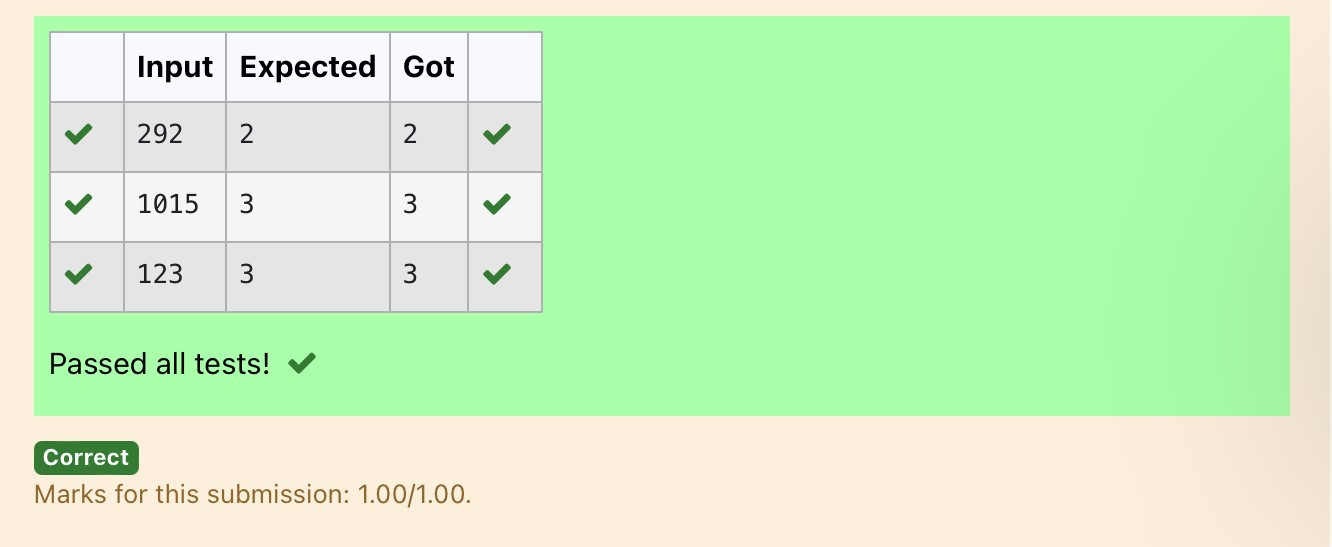 Input Expected Got
292 2 2
1015 3 3
123 3 3
Passed all tests!
Correct
Marks for this submission: 1.00/1.00.